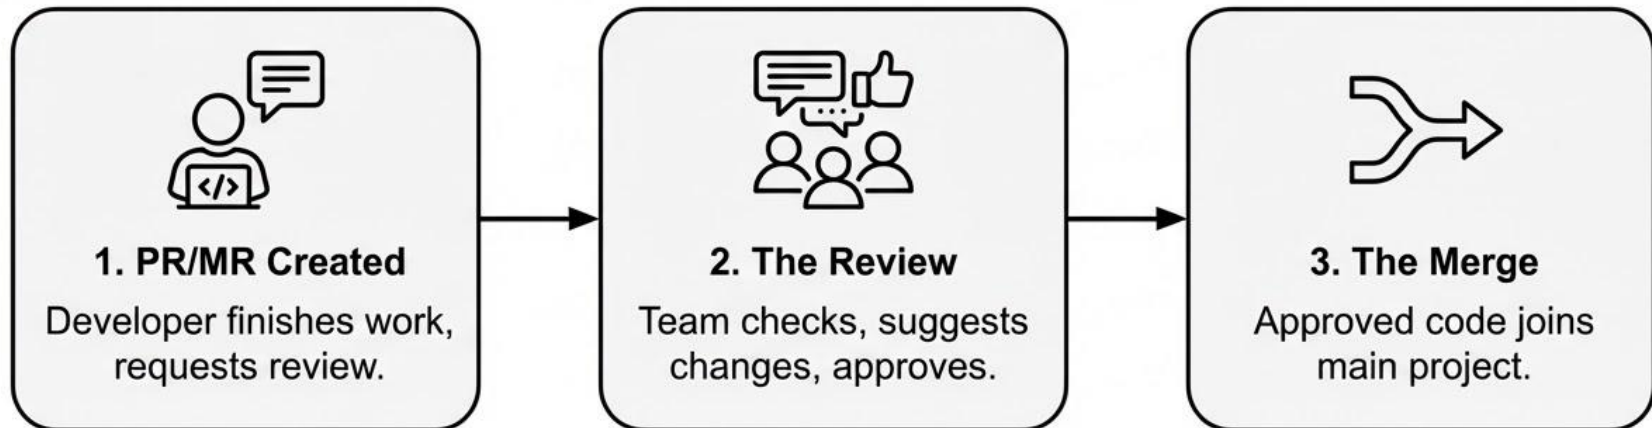 </>
1. PR/MR Created
Developer finishes work,
requests review.
2. The Review
Team checks, suggests
changes, approves.
3. The Merge
Approved code joins
main project.